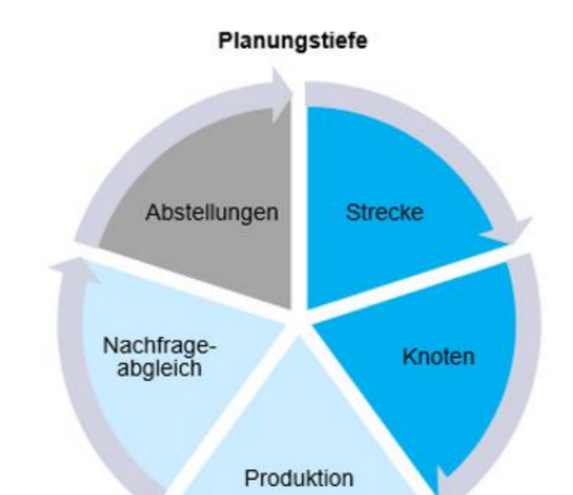 Planungstiefe
Abstellungen
Strecke
Nachfrage-
abgleich
Knoten
Produktion